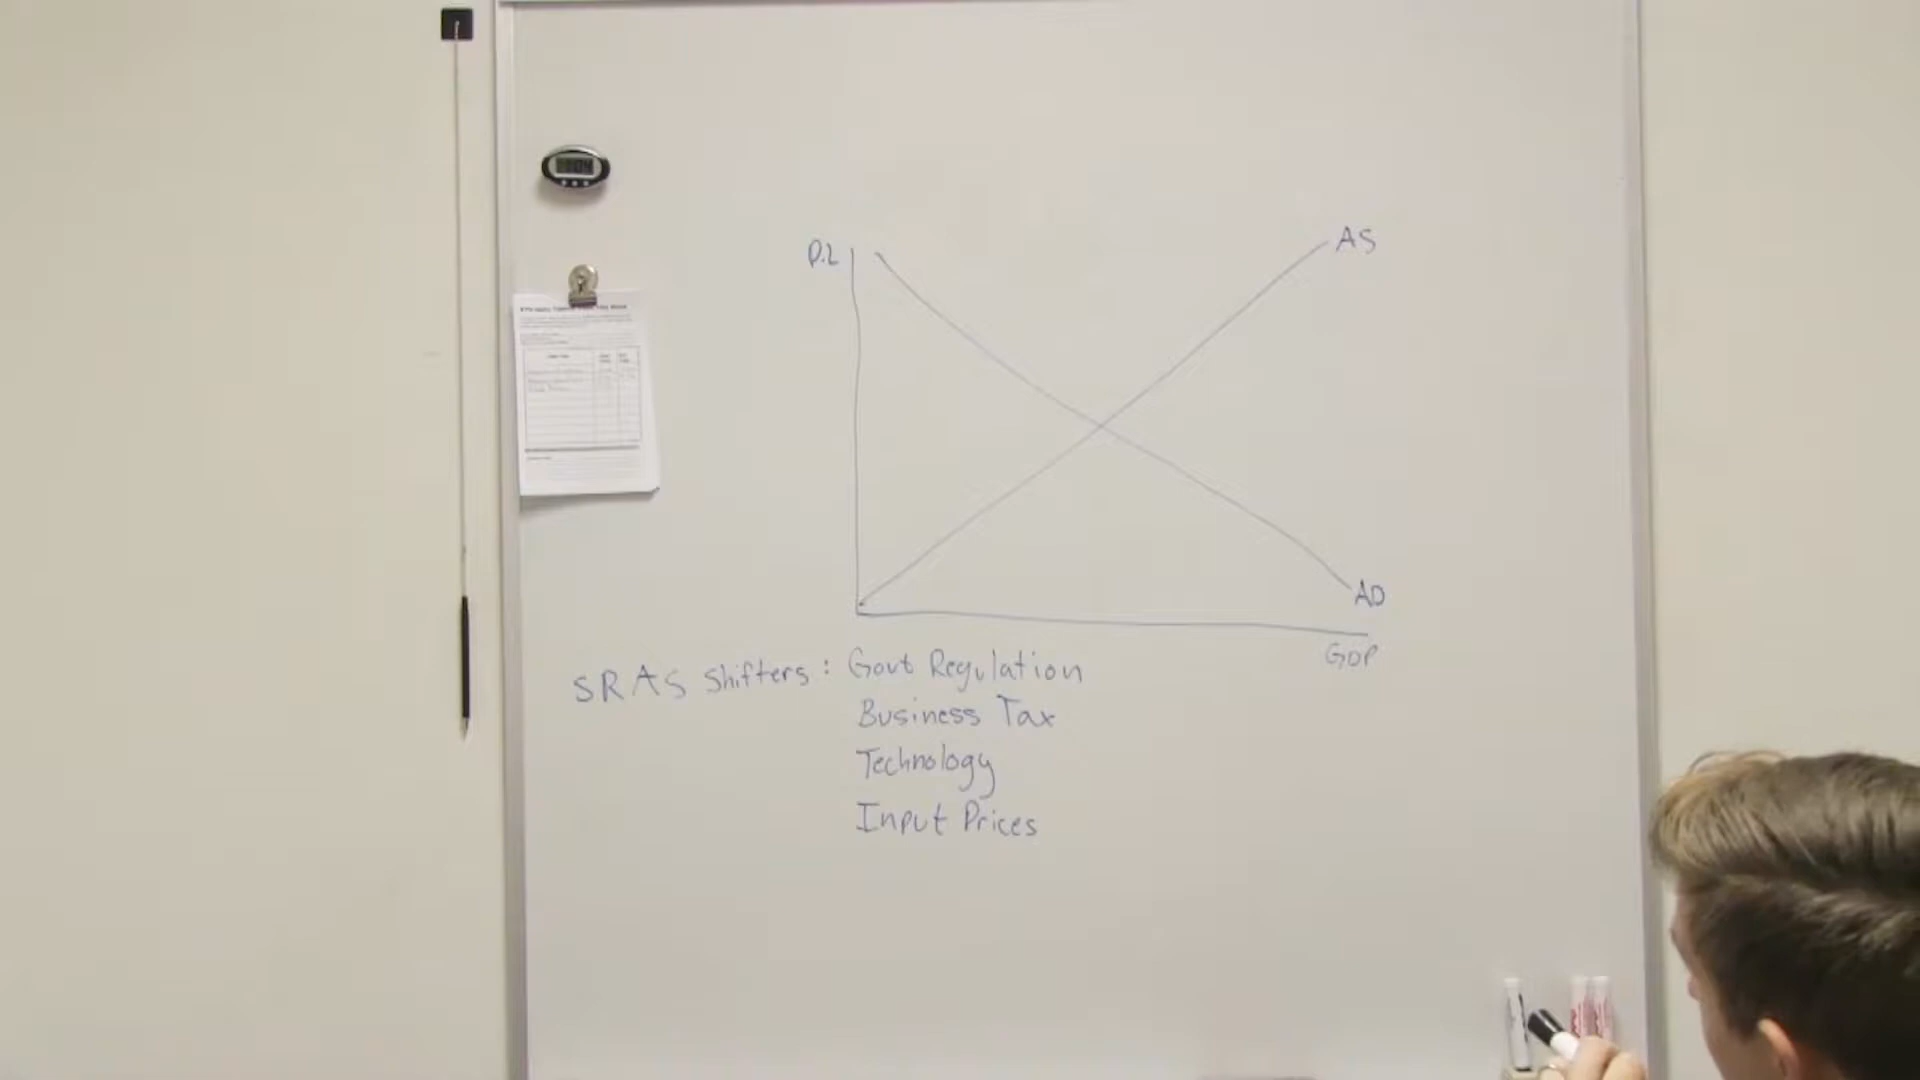 P.L
AS
AD
GDP
SRAS Shifters: Govt Regulation
Business Tax
Technology
Input Prices